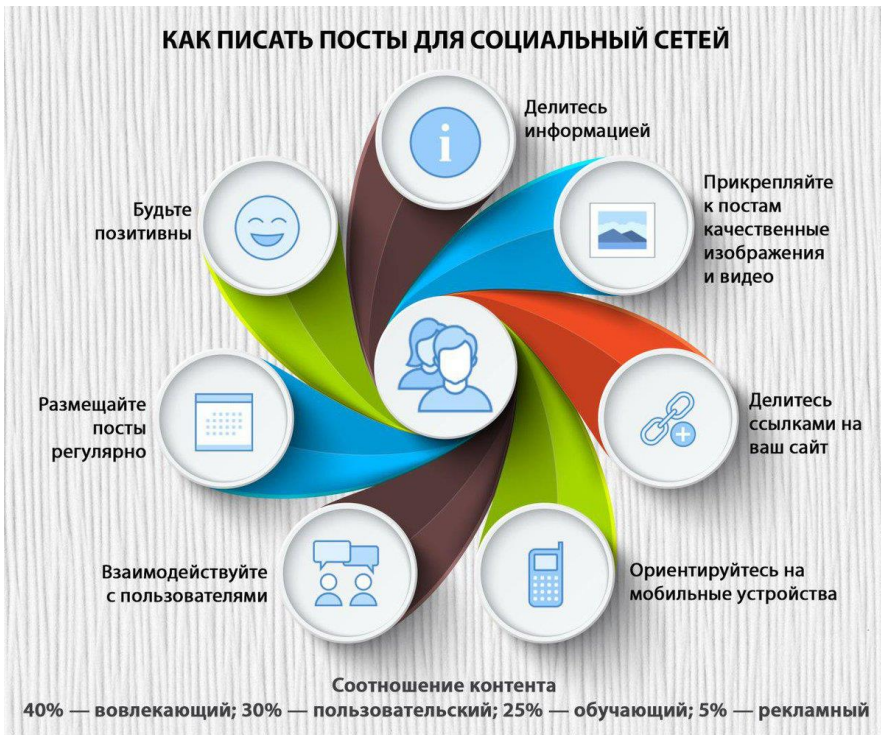 КАК ПИСАТЬ ПОСТЫ ДЛЯ СОЦИАЛЬНЫЙ СЕТЕЙ
Делитесь
информацией
Прикрепляйте
к постам
качественные
изображения
и видео
Делитесь
ссылками на
ваш сайт
Ориентируйтесь на
мобильные устройства
Взаимодействуйте
с пользователями
Размещайте
посты
регулярно
Будьте
позитивны
Соотношение контента
40% — вовлекающий; 30% — пользовательский; 25% — обучающий; 5% — рекламный